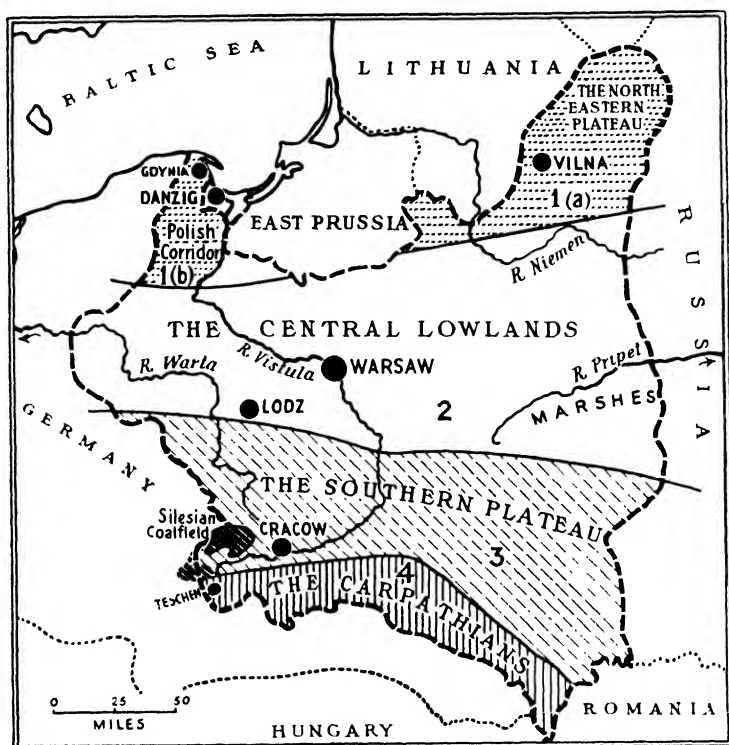 BALTIC SEA
LITHUANIA
THE NORTH
EASTERN
PLATEAU
GDYNIA
VILNA
DANZIG
EAST PRUSSIA
1(a)
Polish
Corridor
1(b)
R. Niemen
RUSSIA
THE CENTRAL LOWLANDS
R. Warta
R. Vistula
WARSAW
R. Pripet
MARSHES
LODZ
2
GERMANY
THE SOUTHERN PLATEAU
Silesian
Coalfield
CRACOW
3
4
TESCHEN
THE CARPATHIANS
0 25 50
MILES
HUNGARY
ROMANIA